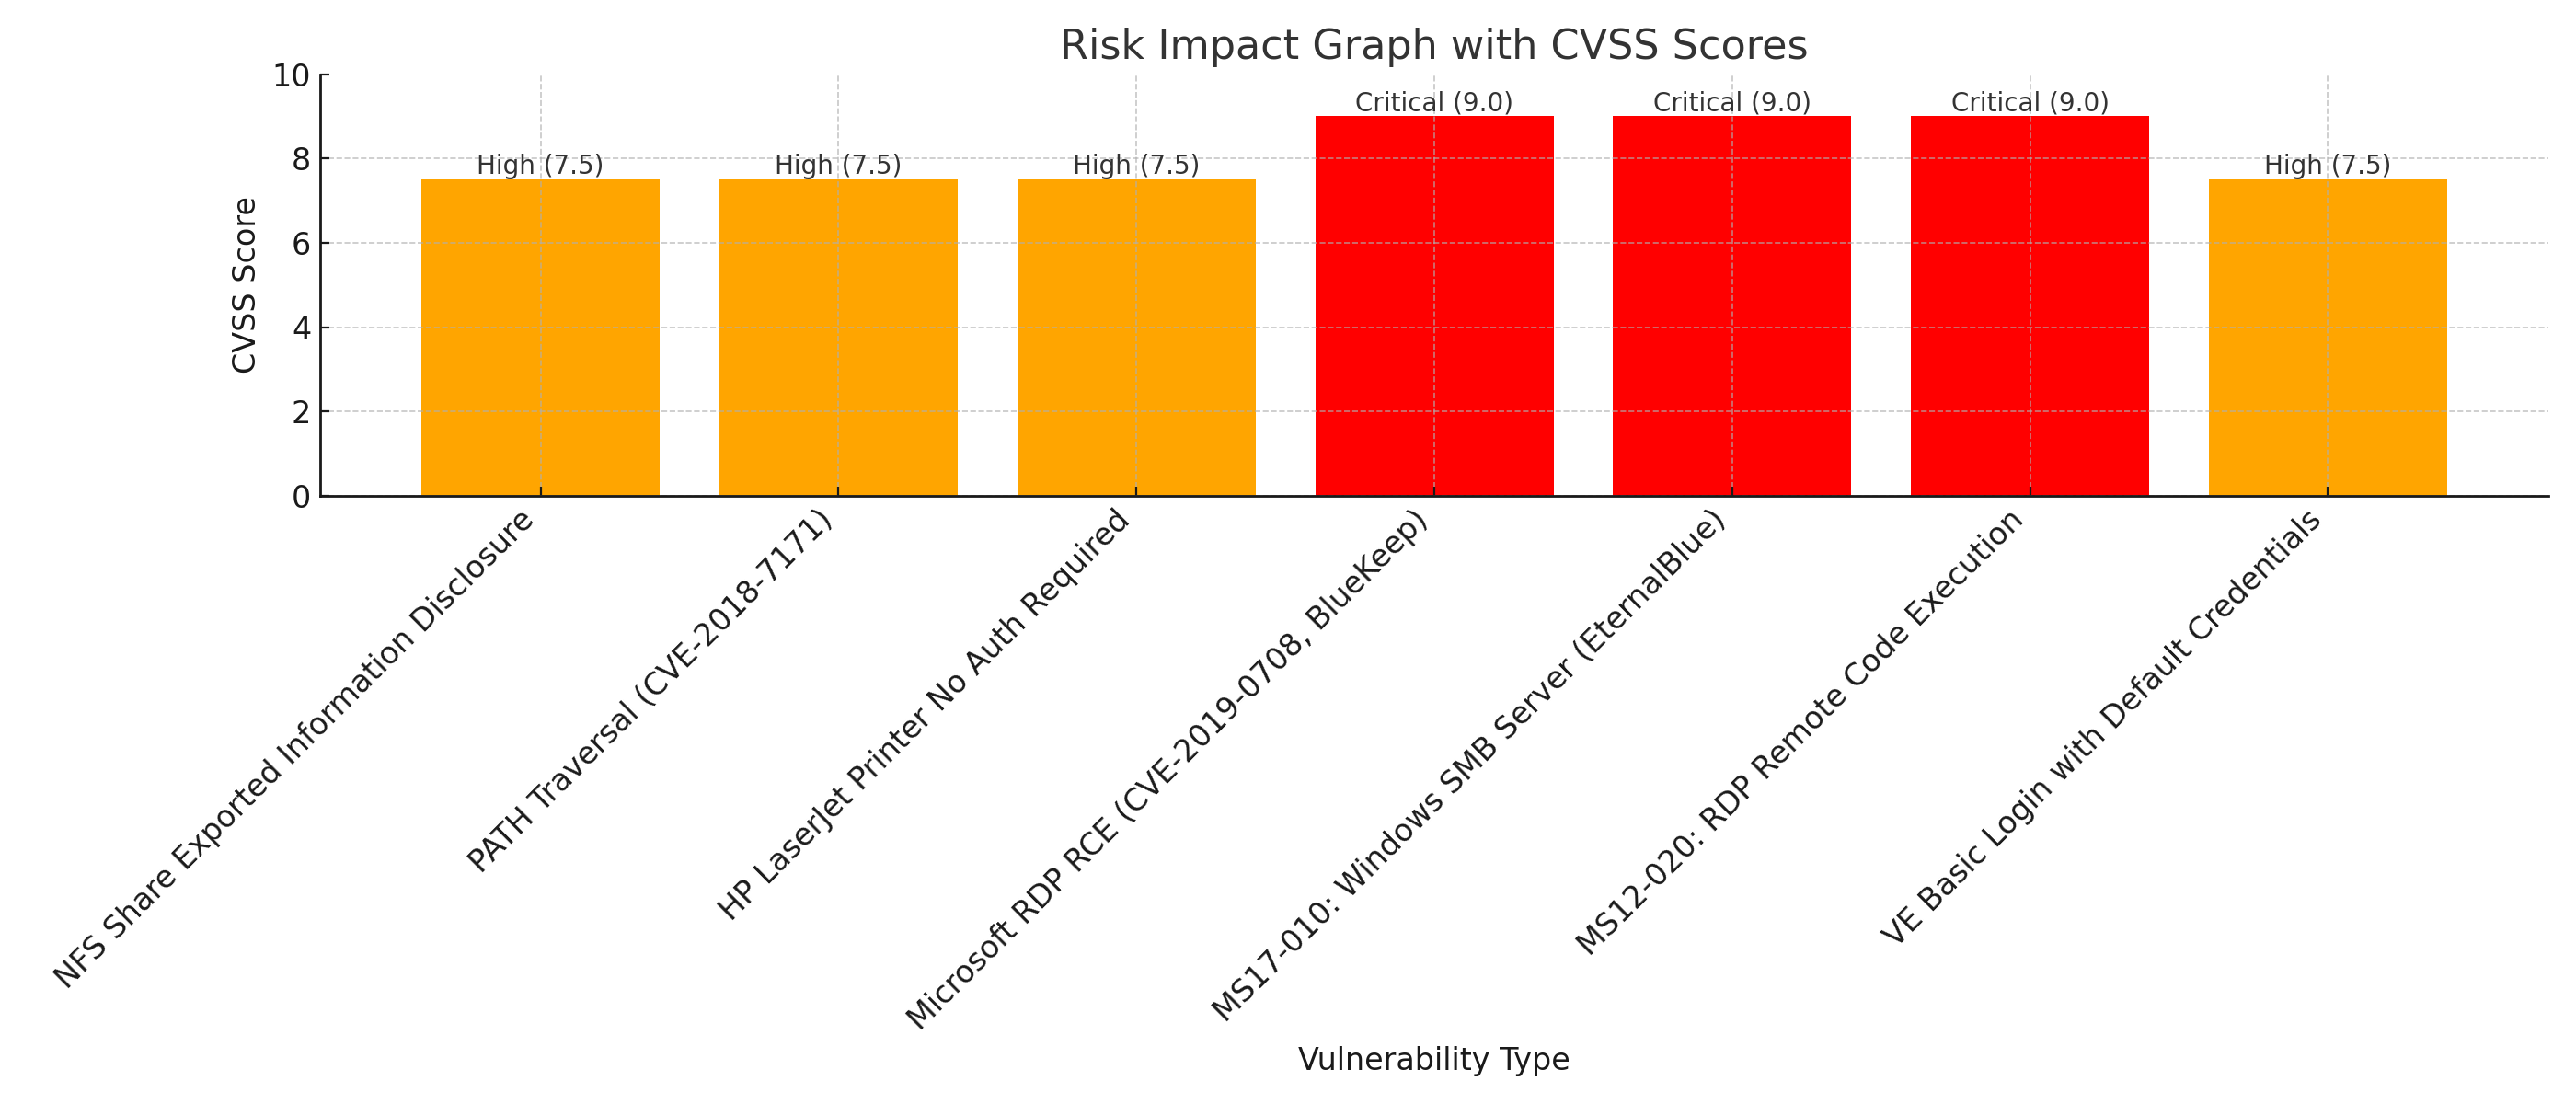 Risk Impact Graph with CVSS Scores
10
8
6
4
2
0
CVSS Score
High (7.5)
High (7.5)
High (7.5)
Critical (9.0)
Critical (9.0)
Critical (9.0)
High (7.5)
NFS Share Exported Information Disclosure
PATH Traversal (CVE-2018-7171)
HP LaserJet Printer No Auth Required
Microsoft RDP RCE (CVE-2019-0708, BlueKeep)
MS17-010: Windows SMB Server (EternalBlue)
MS12-020: RDP Remote Code Execution
VE Basic Login with Default Credentials
Vulnerability Type